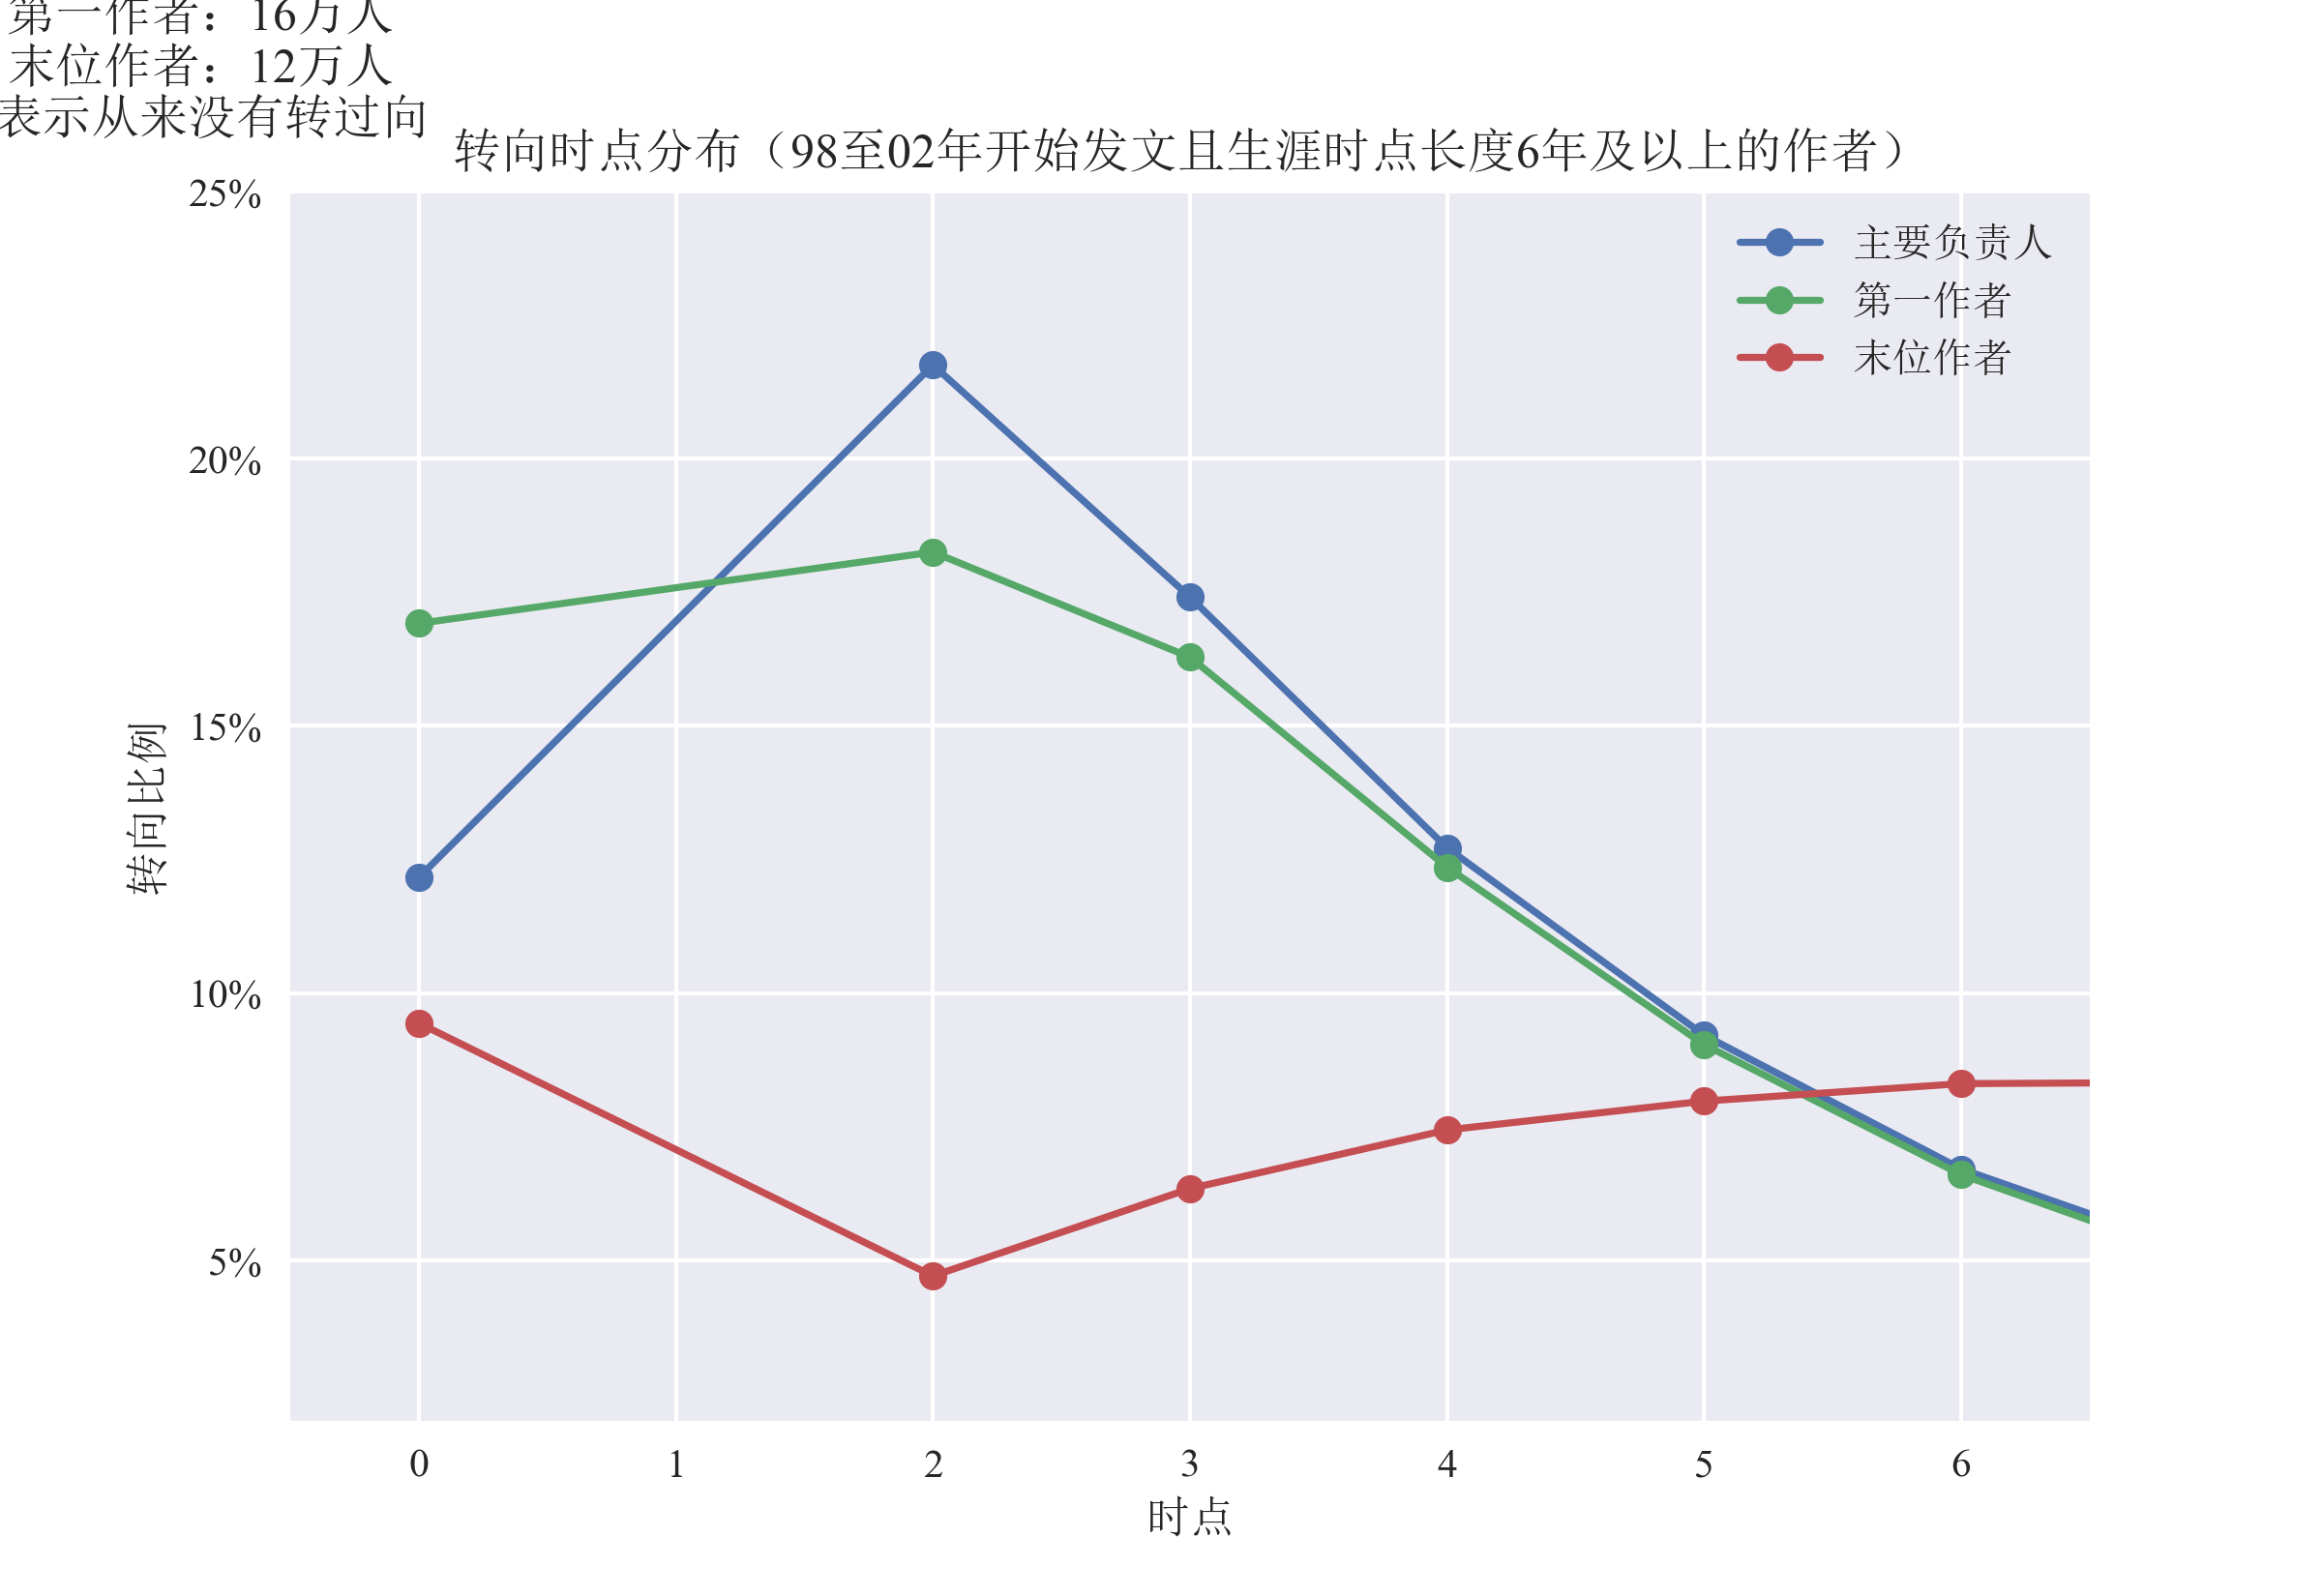 第一作者：16万人
末位作者：12万人
表示从来没有转过向
转向时点分布（98至02年开始发文且生涯时点长度6年及以上的作者）
25%
20%
15%
10%
5%
转向比例
主要负责人
第一作者
末位作者
0 1 2 3 4 5 6
时点